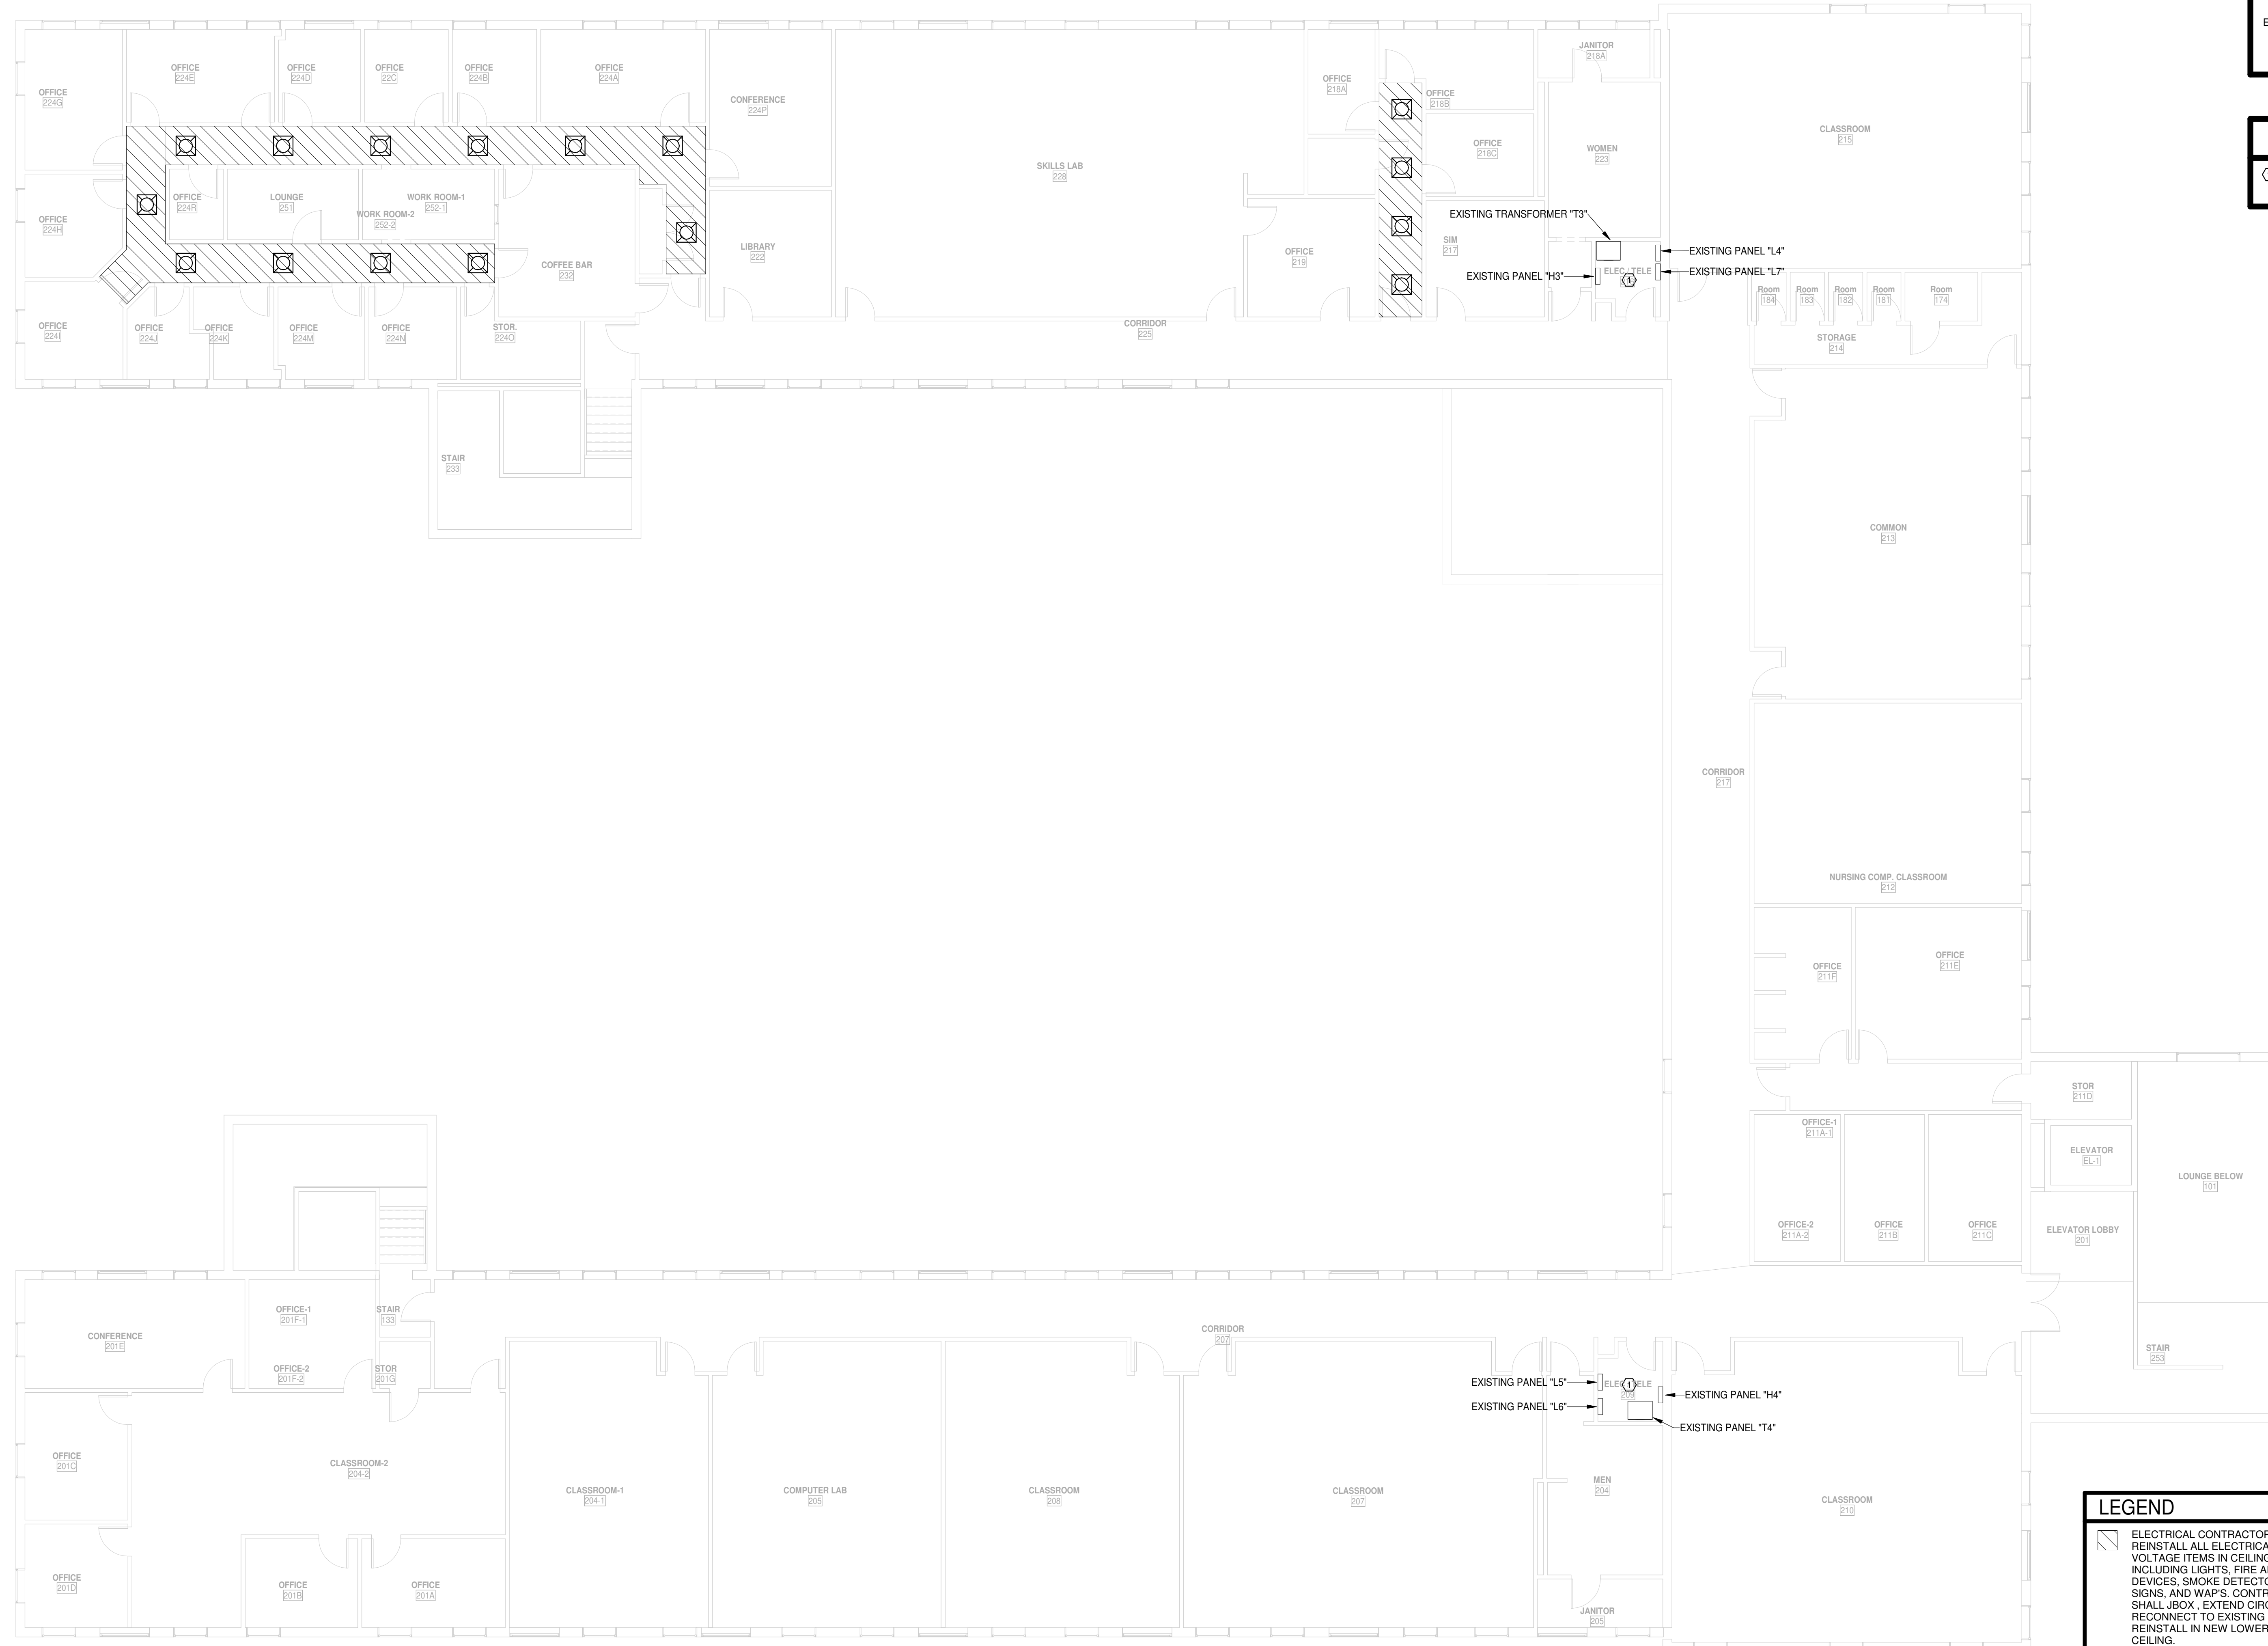 OFFICE
224G
OFFICE
224E
OFFICE
224D
OFFICE
22C
OFFICE
224B
OFFICE
224A
CONFERENCE
224P
SKILLS LAB
228
OFFICE
218A
OFFICE
218B
OFFICE
218C
JANITOR
218A
WOMEN
223
CLASSROOM
215
OFFICE
224H
OFFICE
224R
LOUNGE
251
WORK ROOM-1
252-1
WORK ROOM-2
252-2
COFFEE BAR
232
LIBRARY
222
OFFICE
219
SIM
217
EXISTING TRANSFORMER "T3"
EXISTING PANEL "H3"
ELEC / TELE
1
EXISTING PANEL "L4"
EXISTING PANEL "L7"
Room
184
Room
183
Room
182
Room
181
Room
174
STORAGE
214
OFFICE
224I
OFFICE
224J
OFFICE
224K
OFFICE
224M
OFFICE
224N
STOR.
224O
CORRIDOR
225
STAIR
233
COMMON
213
CORRIDOR
217
NURSING COMP. CLASSROOM
212
OFFICE
211F
OFFICE
211E
STOR
211D
OFFICE-1
211A-1
ELEVATOR
EL-1
LOUNGE BELOW
101
OFFICE-2
211A-2
OFFICE
211B
OFFICE
211C
ELEVATOR LOBBY
201
STAIR
253
CONFERENCE
201E
OFFICE-1
201F-1
STAIR
133
OFFICE-2
201F-2
STOR
201G
CORRIDOR
207
OFFICE
201C
CLASSROOM-2
204-2
CLASSROOM-1
204-1
COMPUTER LAB
205
CLASSROOM
208
CLASSROOM
207
EXISTING PANEL "L5"
EXISTING PANEL "L6"
1
209
EXISTING PANEL "H4"
EXISTING PANEL "T4"
MEN
204
CLASSROOM
210
OFFICE
201D
OFFICE
201B
OFFICE
201A
JANITOR
205
LEGEND
ELECTRICAL CONTRACTOR
REINSTALL ALL
VOLTAGE ITEMS IN
INCLUDING LIGHTS, FIRE
DEVICES, SMOKE
SIGNS, AND WAP'S.
SHALL JBOX , EXTEND
RECONNECT TO EXISTING
REINSTALL IN NEW
CEILING.